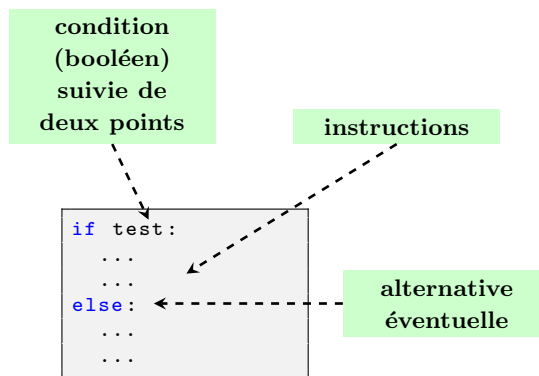 condition
(booléen)
suivie de
deux points
instructions
if test:
...
...
else:
...
...
alternative
éventuelle